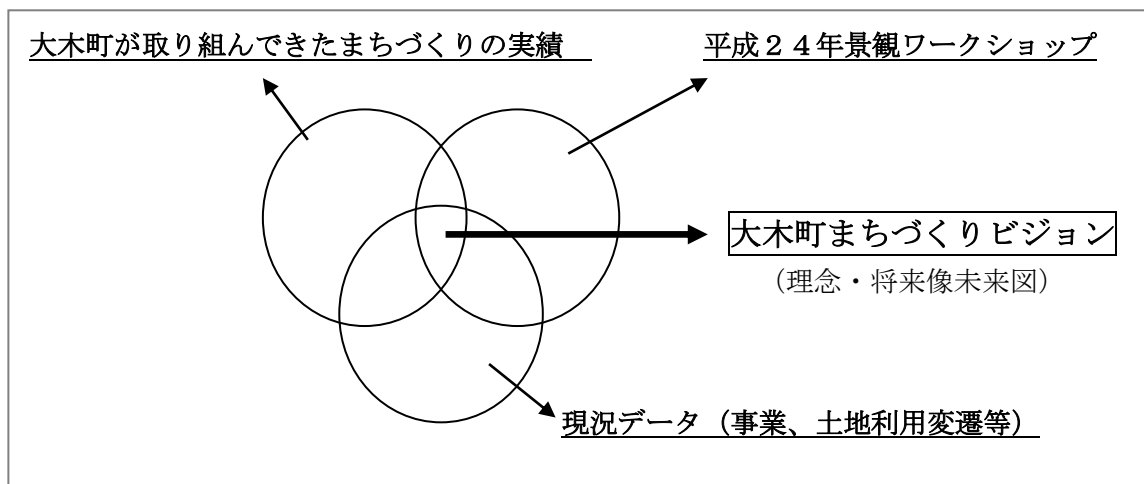 大木町が取り組んできたまちづくりの実績
平成２４年景観ワークショップ
大木町まちづくりビジョン
（理念・将来像未来図）
現況データ（事業、土地利用変遷等）